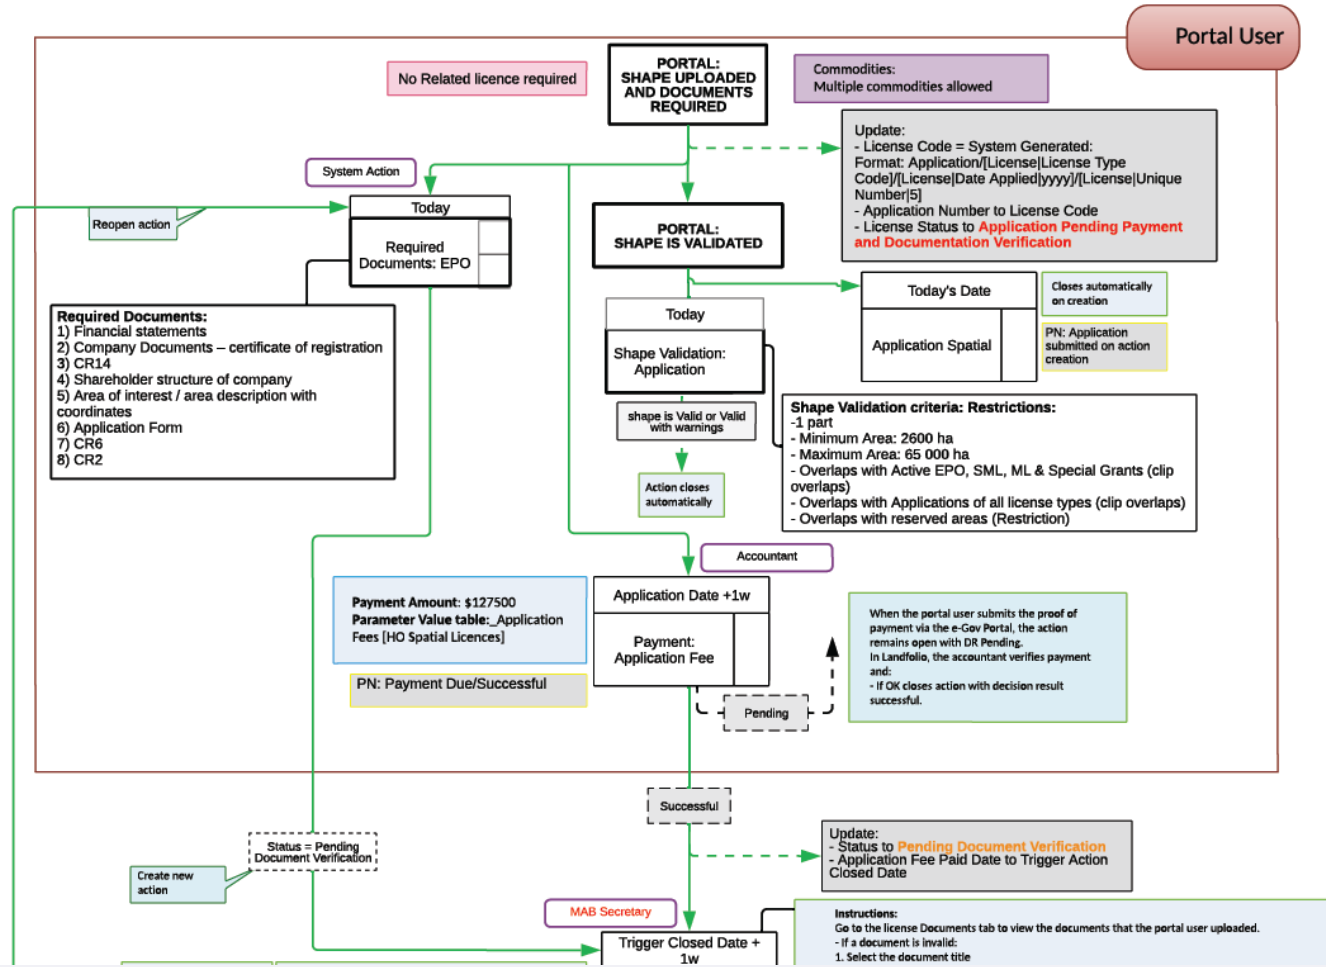 Portal User
No Related licence required
PORTAL:
SHAPE UPLOADED
AND DOCUMENTS
REQUIRED
Commodities:
Multiple commodities allowed
Update:
- License Code = System Generated:
Format: Application/[License|License Type
Code]/[License|Date Applied|yyyy]/[License|Unique
Number|5]
- Application Number to License Code
- License Status to Application Pending Payment
and Documentation Verification
System Action
Reopen action
Today
Required
Documents: EPO
PORTAL:
SHAPE IS VALIDATED
Today's Date
Application Spatial
Closes automatically
on creation
PN: Application
submitted on action
creation
Today
Shape Validation:
Application
Required Documents:
1) Financial statements
2) Company Documents – certificate of registration
3) CR14
4) Shareholder structure of company
5) Area of interest / area description with
coordinates
6) Application Form
7) CR6
8) CR2
shape is Valid or Valid
with warnings
Action closes
automatically
Shape Validation criteria: Restrictions:
-1 part
- Minimum Area: 2600 ha
- Maximum Area: 65 000 ha
- Overlaps with Active EPO, SML, ML & Special Grants (clip
overlaps)
- Overlaps with Applications of all license types (clip overlaps)
- Overlaps with reserved areas (Restriction)
Accountant
Payment Amount: $127500
Parameter Value table:_Application
Fees [HO Spatial Licences]
PN: Payment Due/Successful
Application Date +1w
Payment:
Application Fee
Pending
When the portal user submits the proof of
payment via the e-Gov Portal, the action
remains open with DR Pending.
In Landfolio, the accountant verifies payment
and:
- If OK closes action with decision result
successful.
Successful
Status = Pending
Document Verification
Create new
action
Update:
- Status to Pending Document Verification
- Application Fee Paid Date to Trigger Action
Closed Date
MAB Secretary
Trigger Closed Date +
1w
Instructions:
Go to the license Documents tab to view the documents that the portal user uploaded.
- If a document is invalid:
1. Select the document title